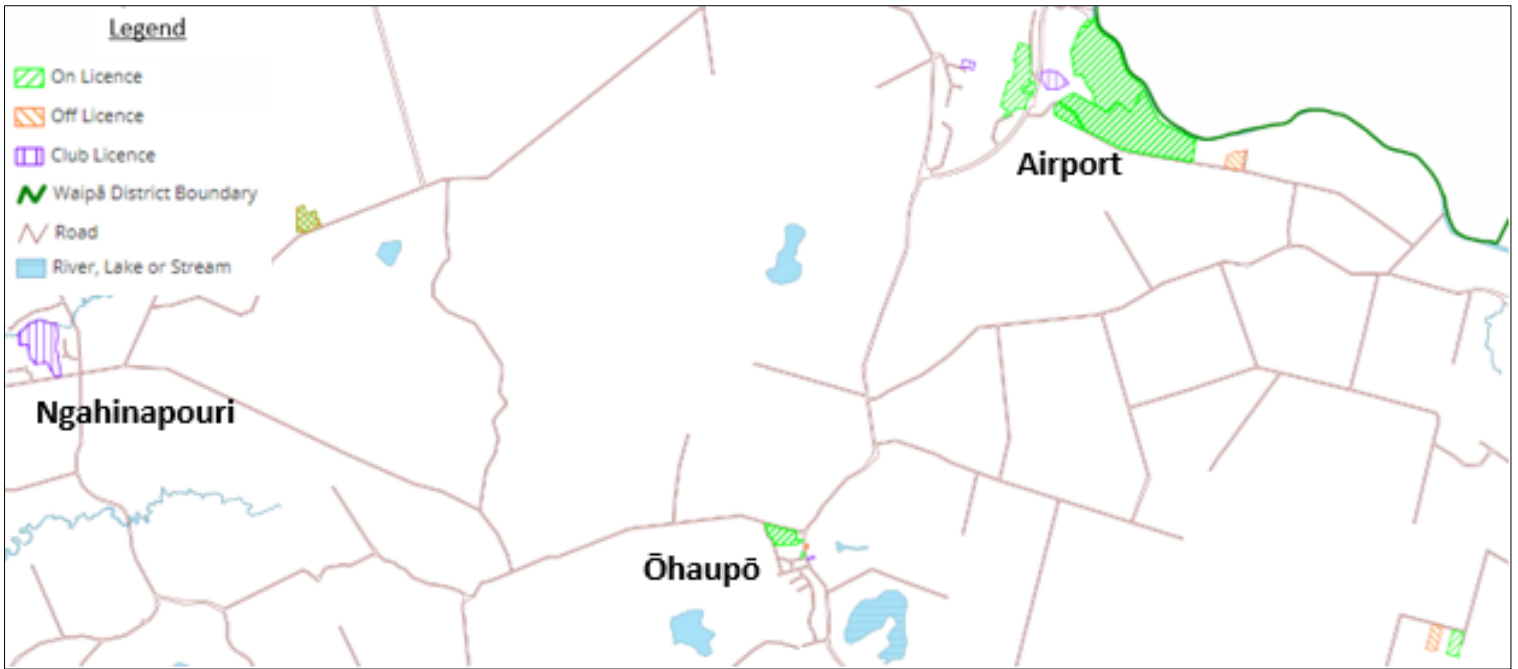 Legend
On Licence
Off Licence
Club Licence
Waipā District Boundary
Road
River, Lake or Stream
Airport
Ngahinapouri
Ōhaupō